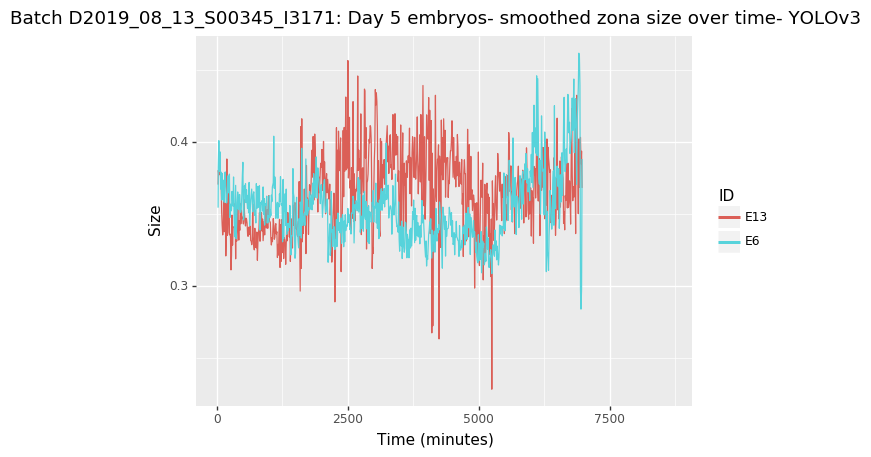 Batch D2019_08_13_S00345_I3171: Day 5 embryos- smoothed zona size over time- YOLOv3
0.4
0.3
Size
0 2500 5000 7500
Time (minutes)
ID
E13
E6